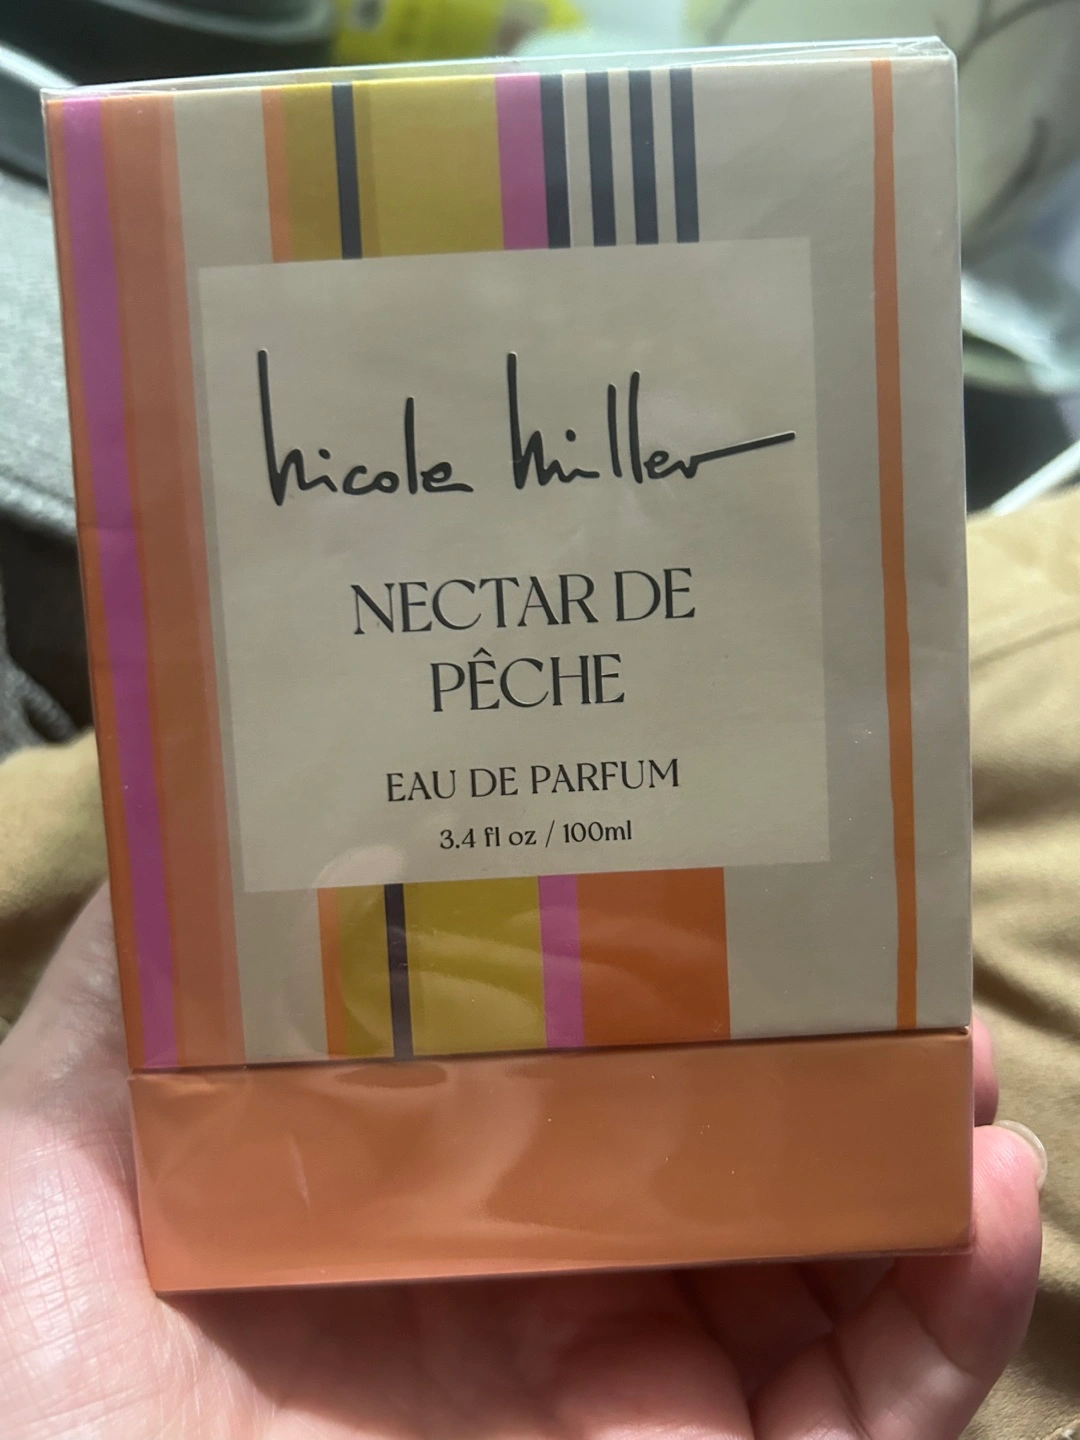 Nicole Miller
NECTAR DE
PÊCHE
EAU DE PARFUM
3.4 fl oz / 100ml